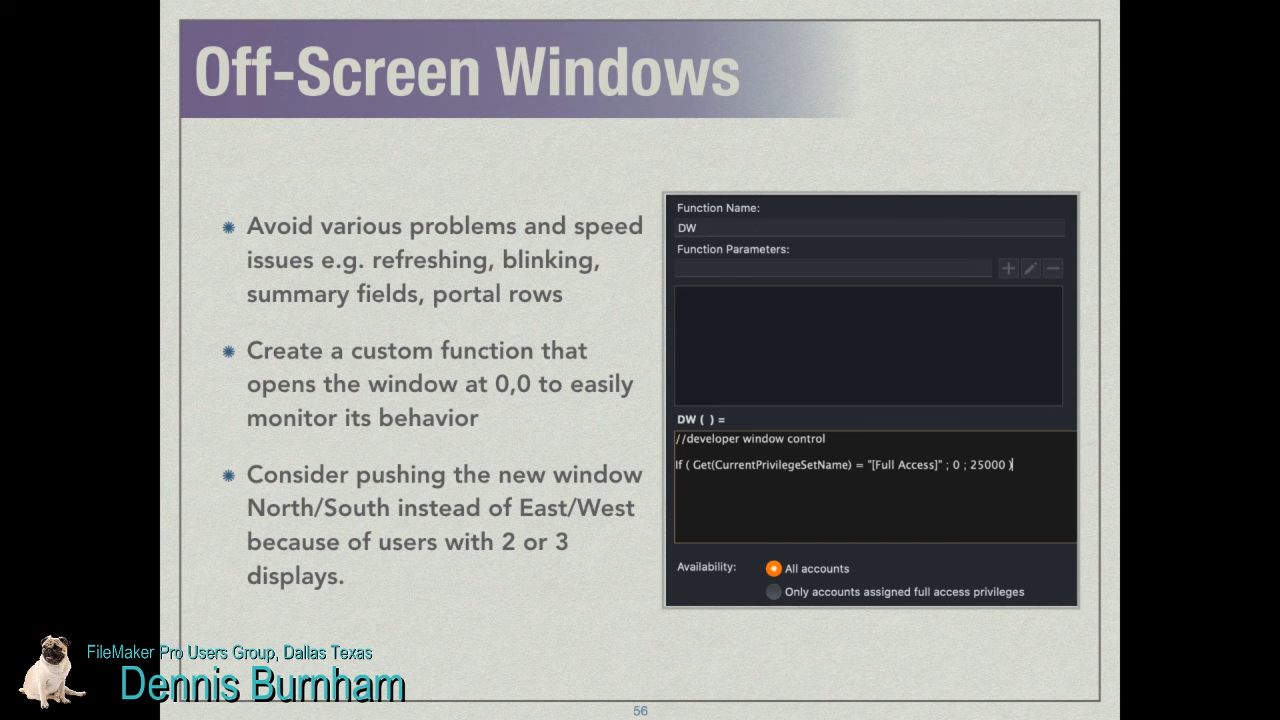 Off-Screen Windows
Avoid various problems and speed
issues e.g. refreshing, blinking,
summary fields, portal rows
Create a custom function that
opens the window at 0,0 to easily
monitor its behavior
Consider pushing the new window
North/South instead of East/West
because of users with 2 or 3
displays.
Function Name:
DW
Function Parameters:
DW ( ) =
//developer window control
If ( Get(CurrentPrivilegeSetName) = "[Full Access]" ; 0 ; 25000 )
Availability:
All accounts
Only accounts assigned full access privileges
FileMaker Pro Users Group, Dallas Texas
Dennis Burnham
56